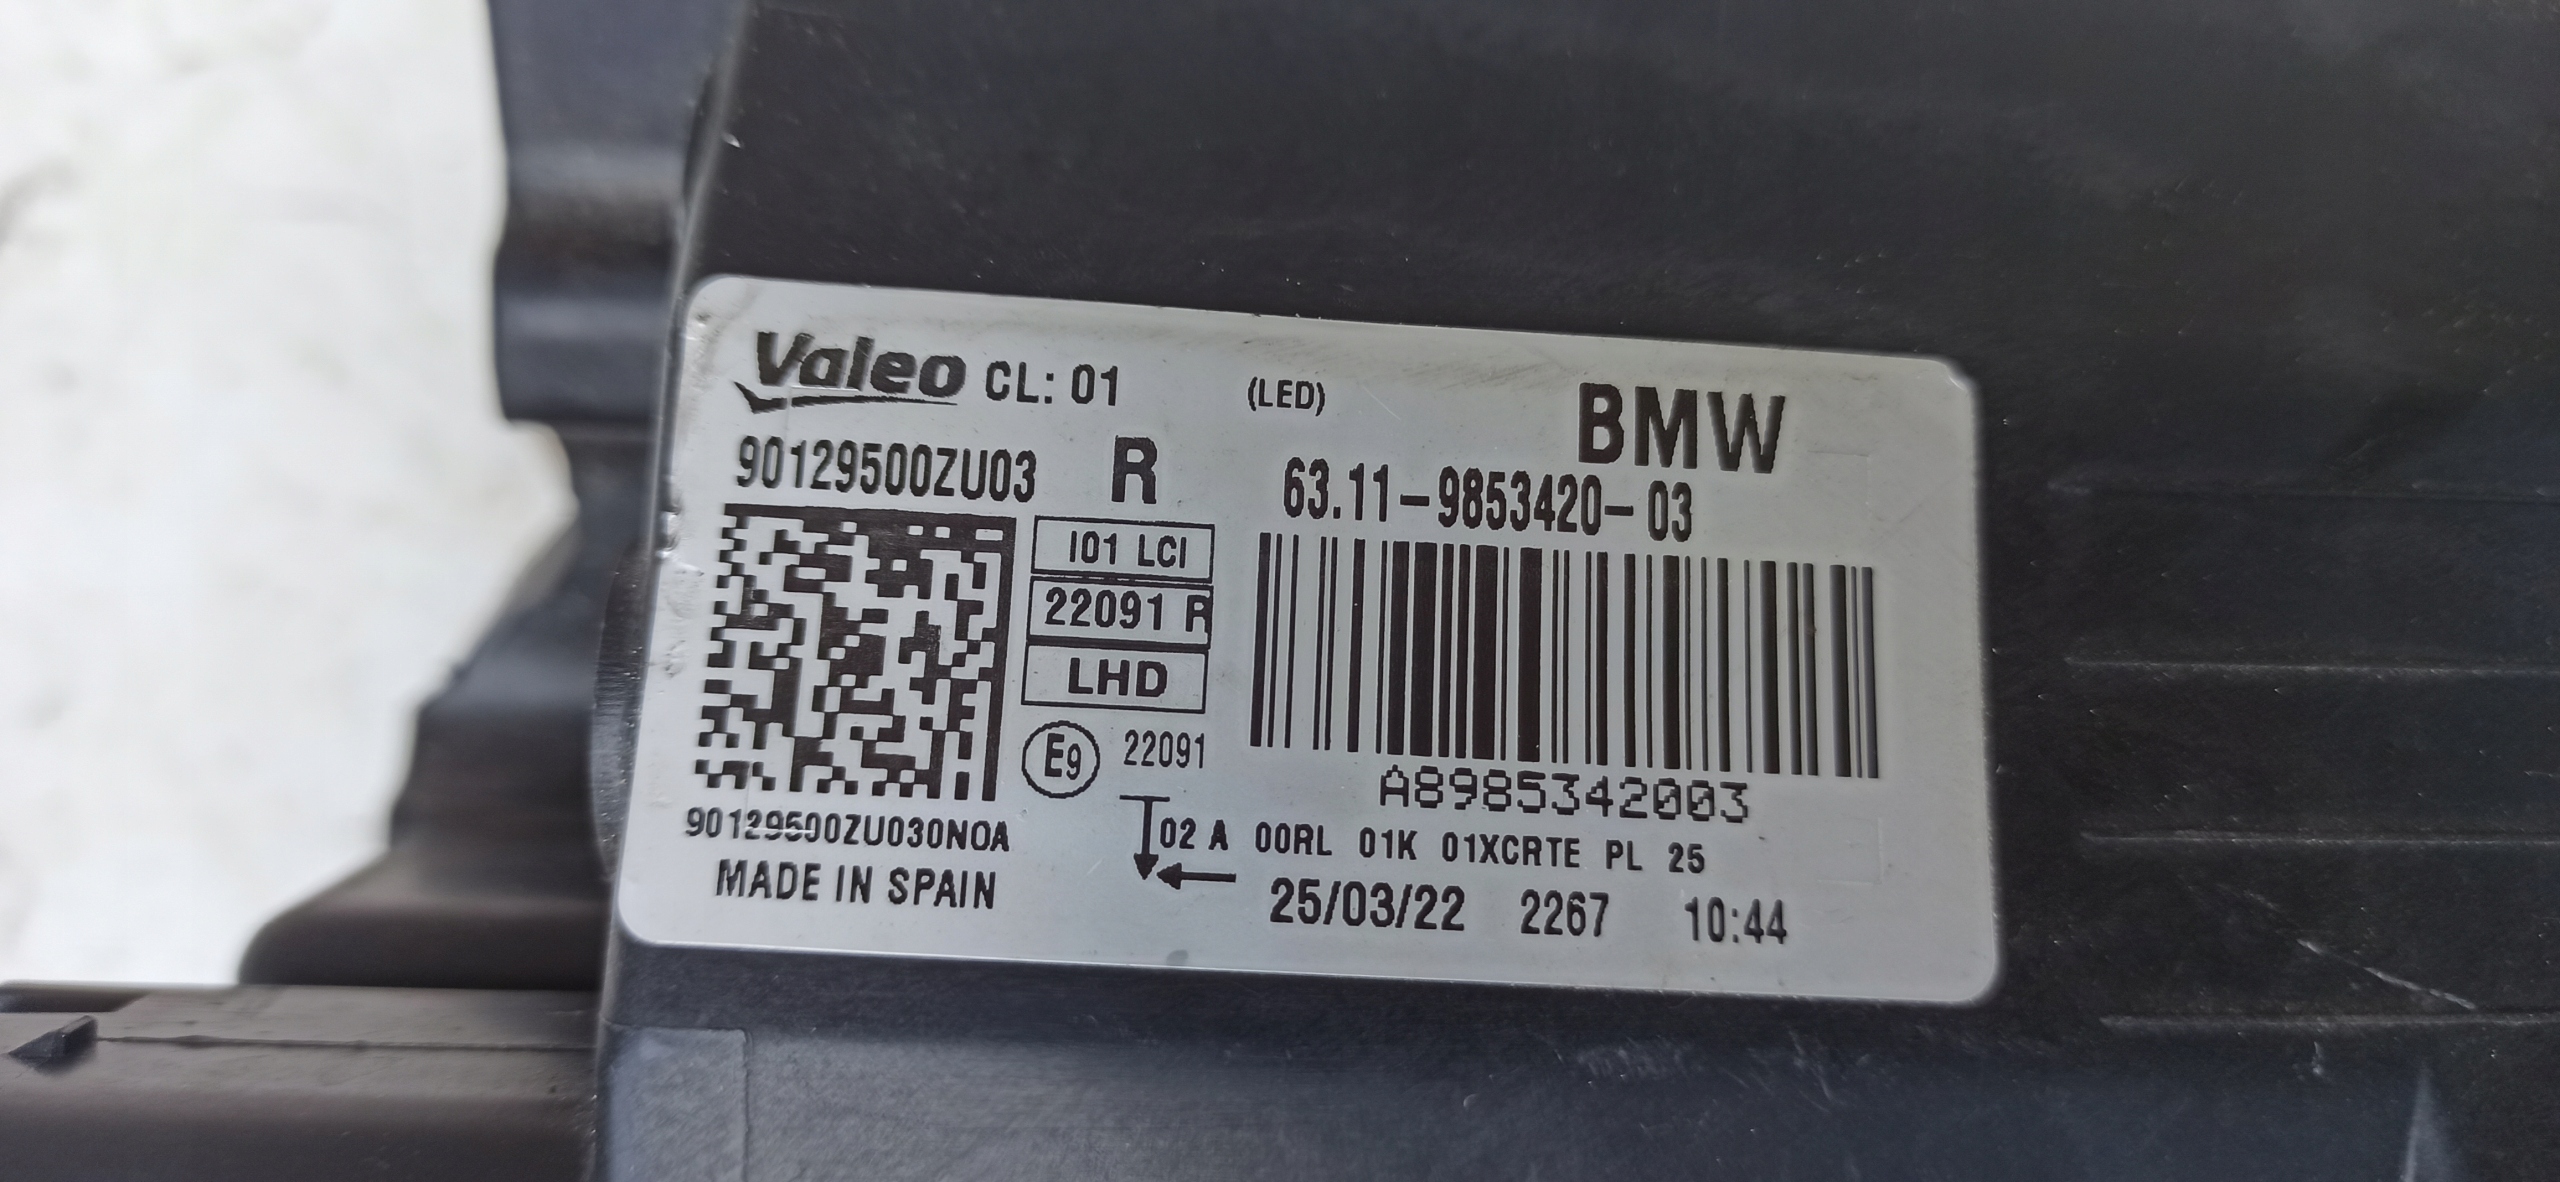 Valeo CL: 01 (LED) BMW
90129500ZU03 R 63.11-9853420-03
I01 LCI
22091 R
LHD
E9 22091
A8985342003
90129500ZU030N0A
02 A 00RL 01K 01XCRTE PL 25
MADE IN SPAIN
25/03/22 2267 10:44